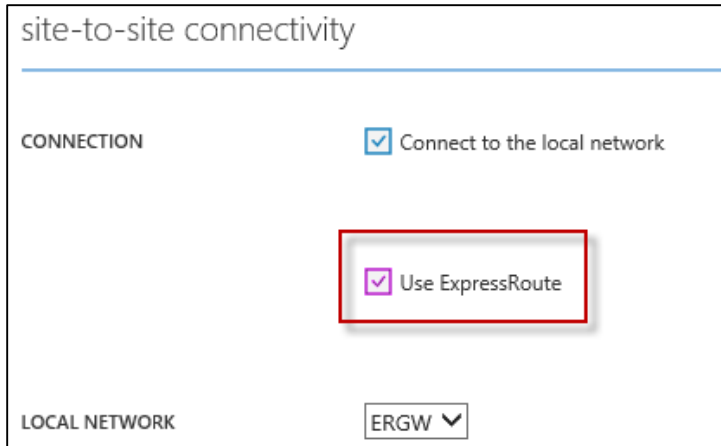 site-to-site connectivity
CONNECTION Connect to the local network
Use ExpressRoute
LOCAL NETWORK ERGW